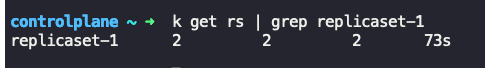 controlplane ~ ➜  k get rs | grep replicaset-1
replicaset-1      2         2         2       73s